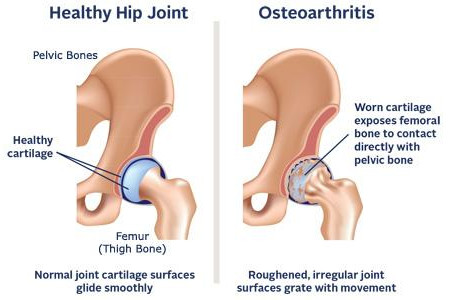 Healthy Hip Joint
Pelvic Bones
Healthy
cartilage
Femur
(Thigh Bone)
Normal joint cartilage surfaces
glide smoothly
Osteoarthritis
Worn cartilage
exposes femoral
bone to contact
directly with
pelvic bone
Roughened, irregular joint
surfaces grate with movement